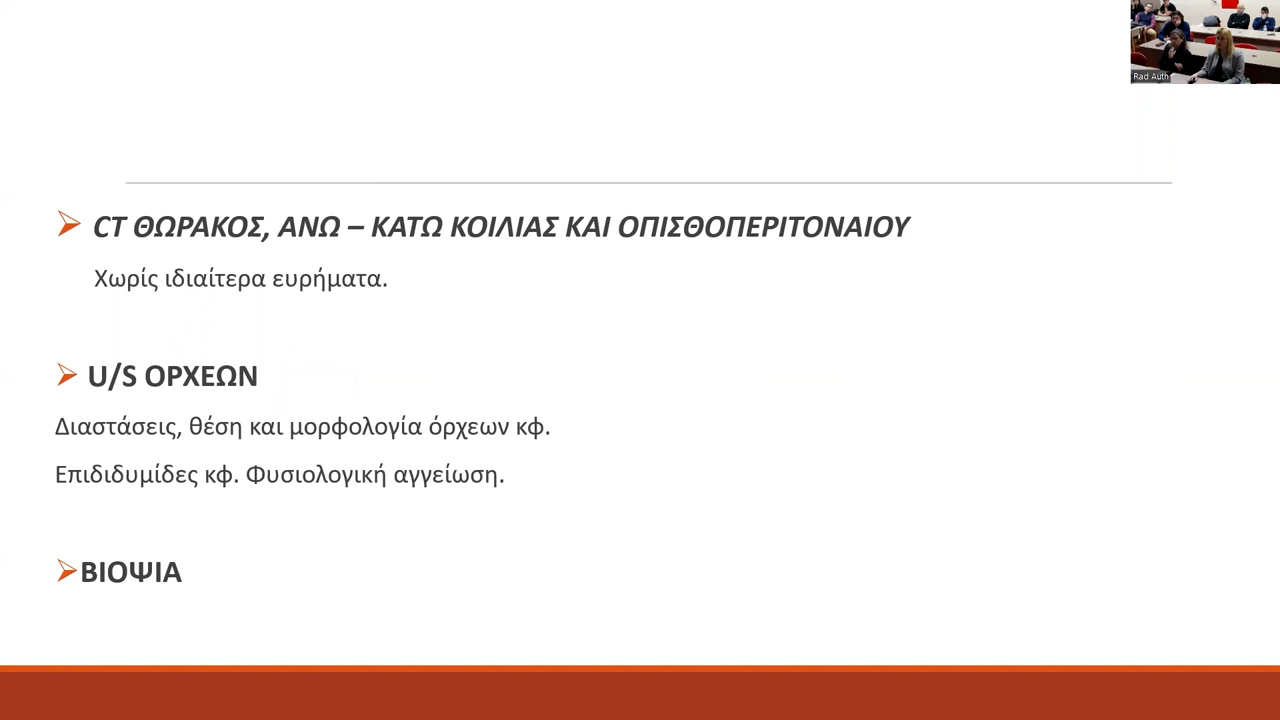 Rad Auth
CT ΘΩΡΑΚΟΣ, ΑΝΩ – ΚΑΤΩ ΚΟΙΛΙΑΣ ΚΑΙ ΟΠΙΣΘΟΠΕΡΙΤΟΝΑΙΟΥ
Χωρίς ιδιαίτερα ευρήματα.
U/S ΟΡΧΕΩΝ
Διαστάσεις, θέση και μορφολογία όρχεων κφ.
Επιδιδυμίδες κφ. Φυσιολογική αγγείωση.
ΒΙΟΨΙΑ